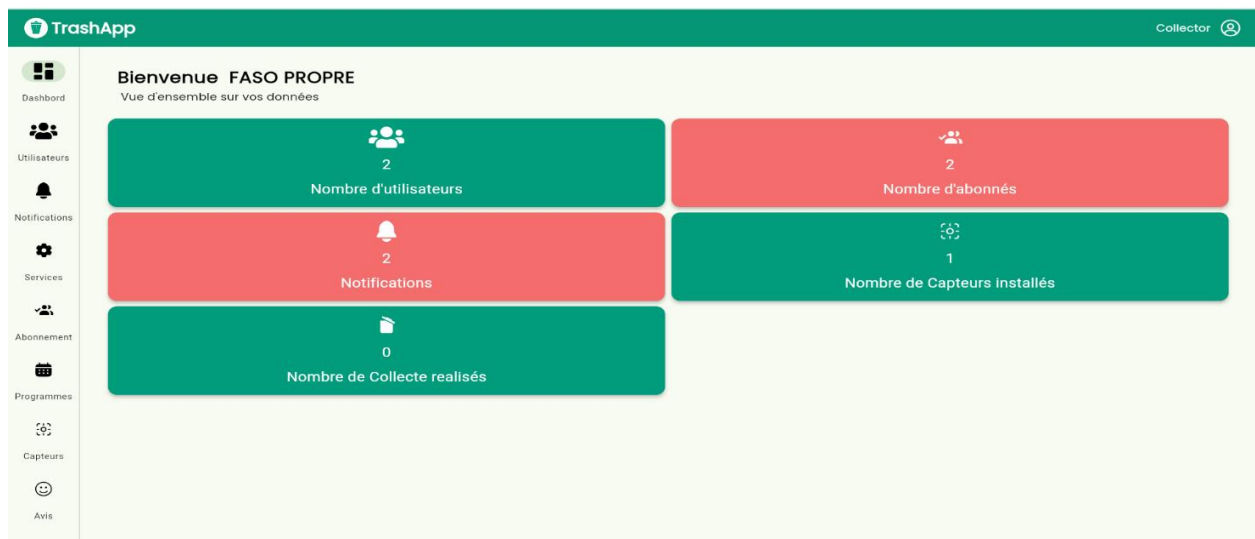 TrashApp
Collector
Dashbord
Utilisateurs
Notifications
Services
Abonnement
Programmes
Capteurs
Avis
Bienvenue FASO PROPRE
Vue d'ensemble sur vos données
2
Nombre d'utilisateurs
2
Nombre d'abonnés
2
Notifications
1
Nombre de Capteurs installés
0
Nombre de Collecte realisés